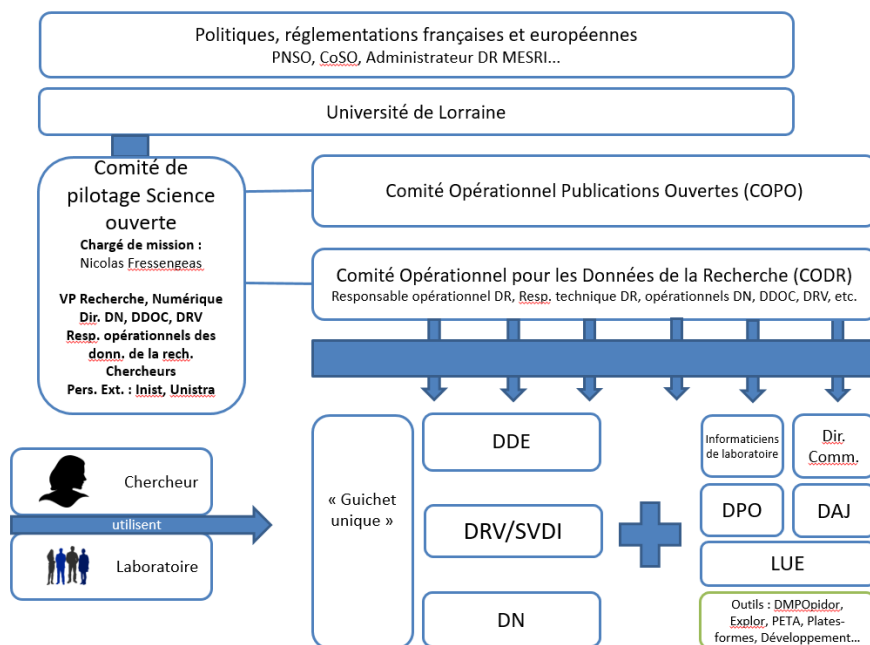 Politiques, réglementations françaises et européennes
PNSO, CoSO, Administrateur DR MESRI...
Université de Lorraine
Comité de
pilotage Science
ouverte
Chargé de mission :
Nicolas Fressengeas
VP Recherche, Numérique
Dir. DN, DDOC, DRV
Resp. opérationnels des
donn. de la rech.
Chercheurs
Pers. Ext. : Inist, Unistra
Comité Opérationnel Publications Ouvertes (COPO)
Comité Opérationnel pour les Données de la Recherche (CODR)
Responsable opérationnel DR, Resp. technique DR, opérationnels DN, DDOC, DRV, etc.
Chercheur
utilisent
Laboratoire
« Guichet
unique »
DDE
DRV/SVDI
DN
Informaticiens
de laboratoire
Dir.
Comm.
DPO
DAJ
LUE
Outils : DMPOpidor,
Explor, PETA, Plates-
formes, Développement...